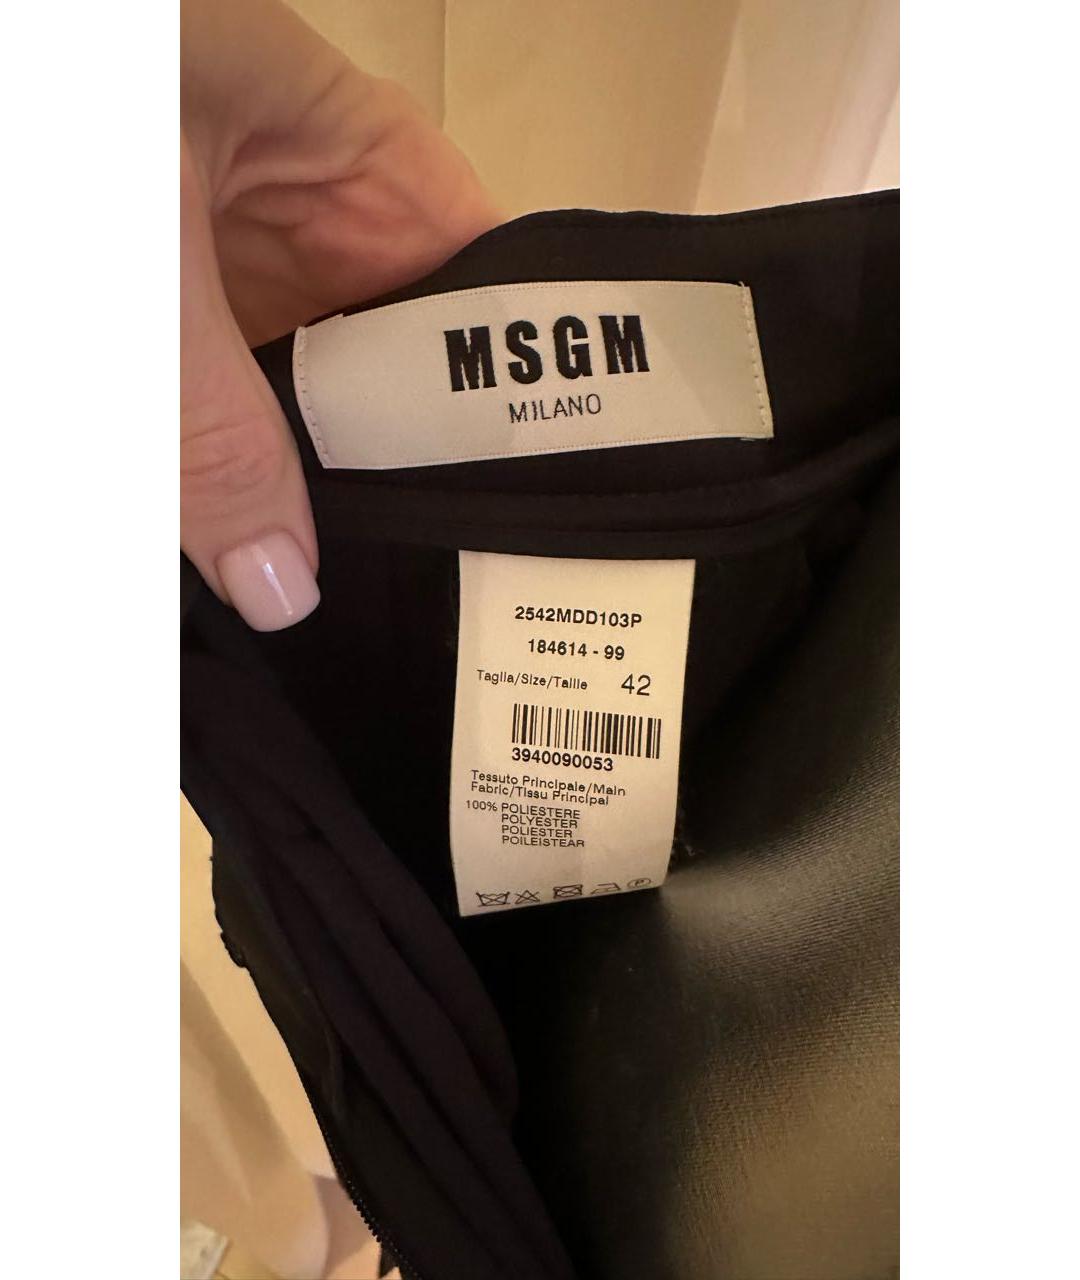 MSGM
MILANO
2542MDD103P
184614 - 99
Taglia/Size/Taille 42
3940090053
Tessuto Principale/Main
Fabric/Tissu Principal
100% POLIESTERE
POLYESTER
POLIESTER
POILEISTEAR
P